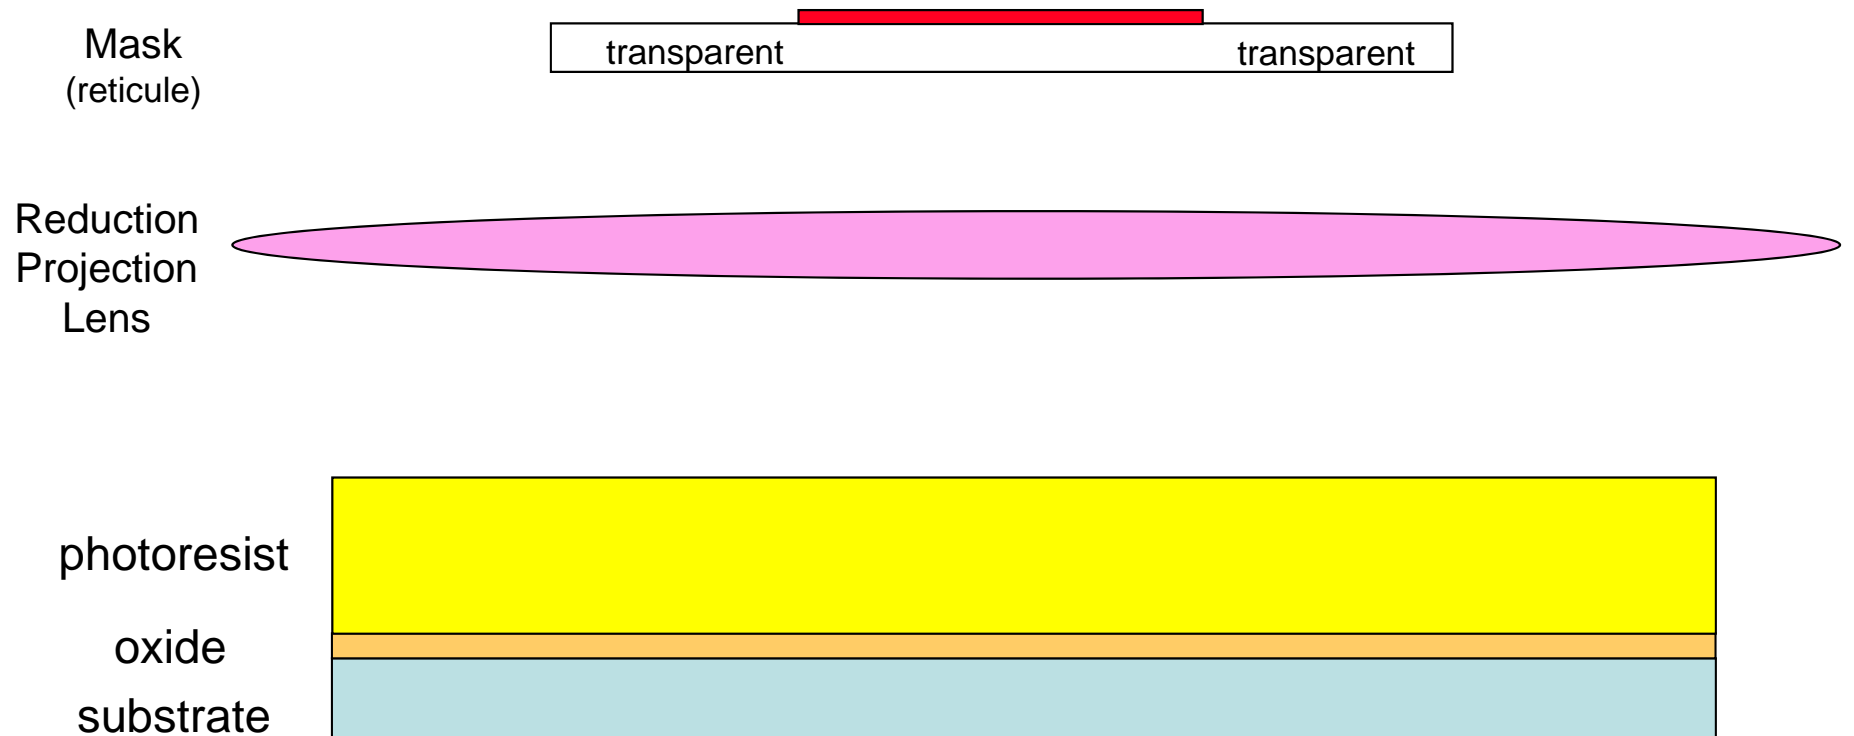 Mask
(reticule)
transparent
transparent
Reduction
Projection
Lens
photoresist
oxide
substrate